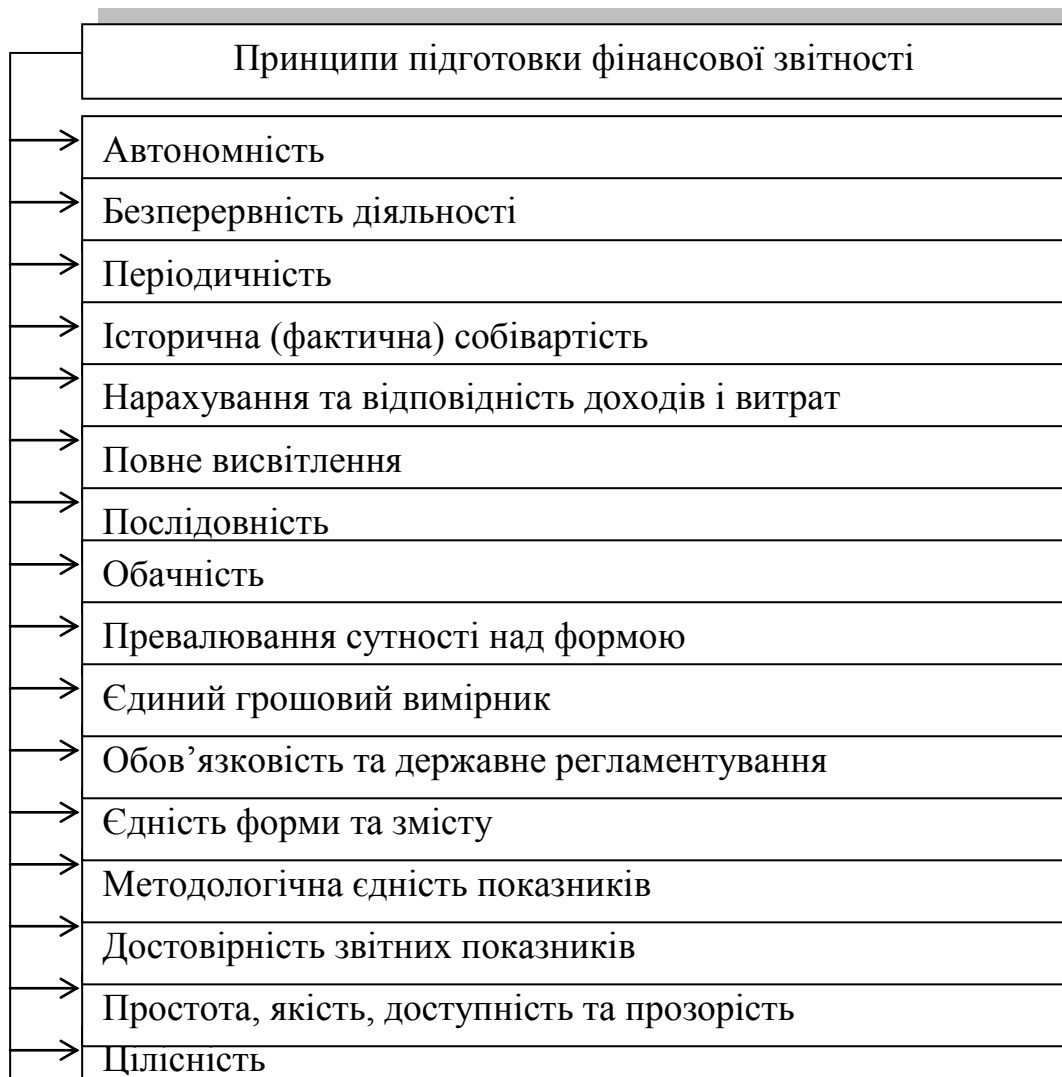 Принципи підготовки фінансової звітності
Автономність
Безперервність діяльності
Періодичність
Історична (фактична) собівартість
Нарахування та відповідність доходів і витрат
Повне висвітлення
Послідовність
Обачність
Превалювання сутності над формою
Єдиний грошовий вимірник
Обов’язковість та державне регламентування
Єдність форми та змісту
Методологічна єдність показників
Достовірність звітних показників
Простота, якість, доступність та прозорість
Цілісність